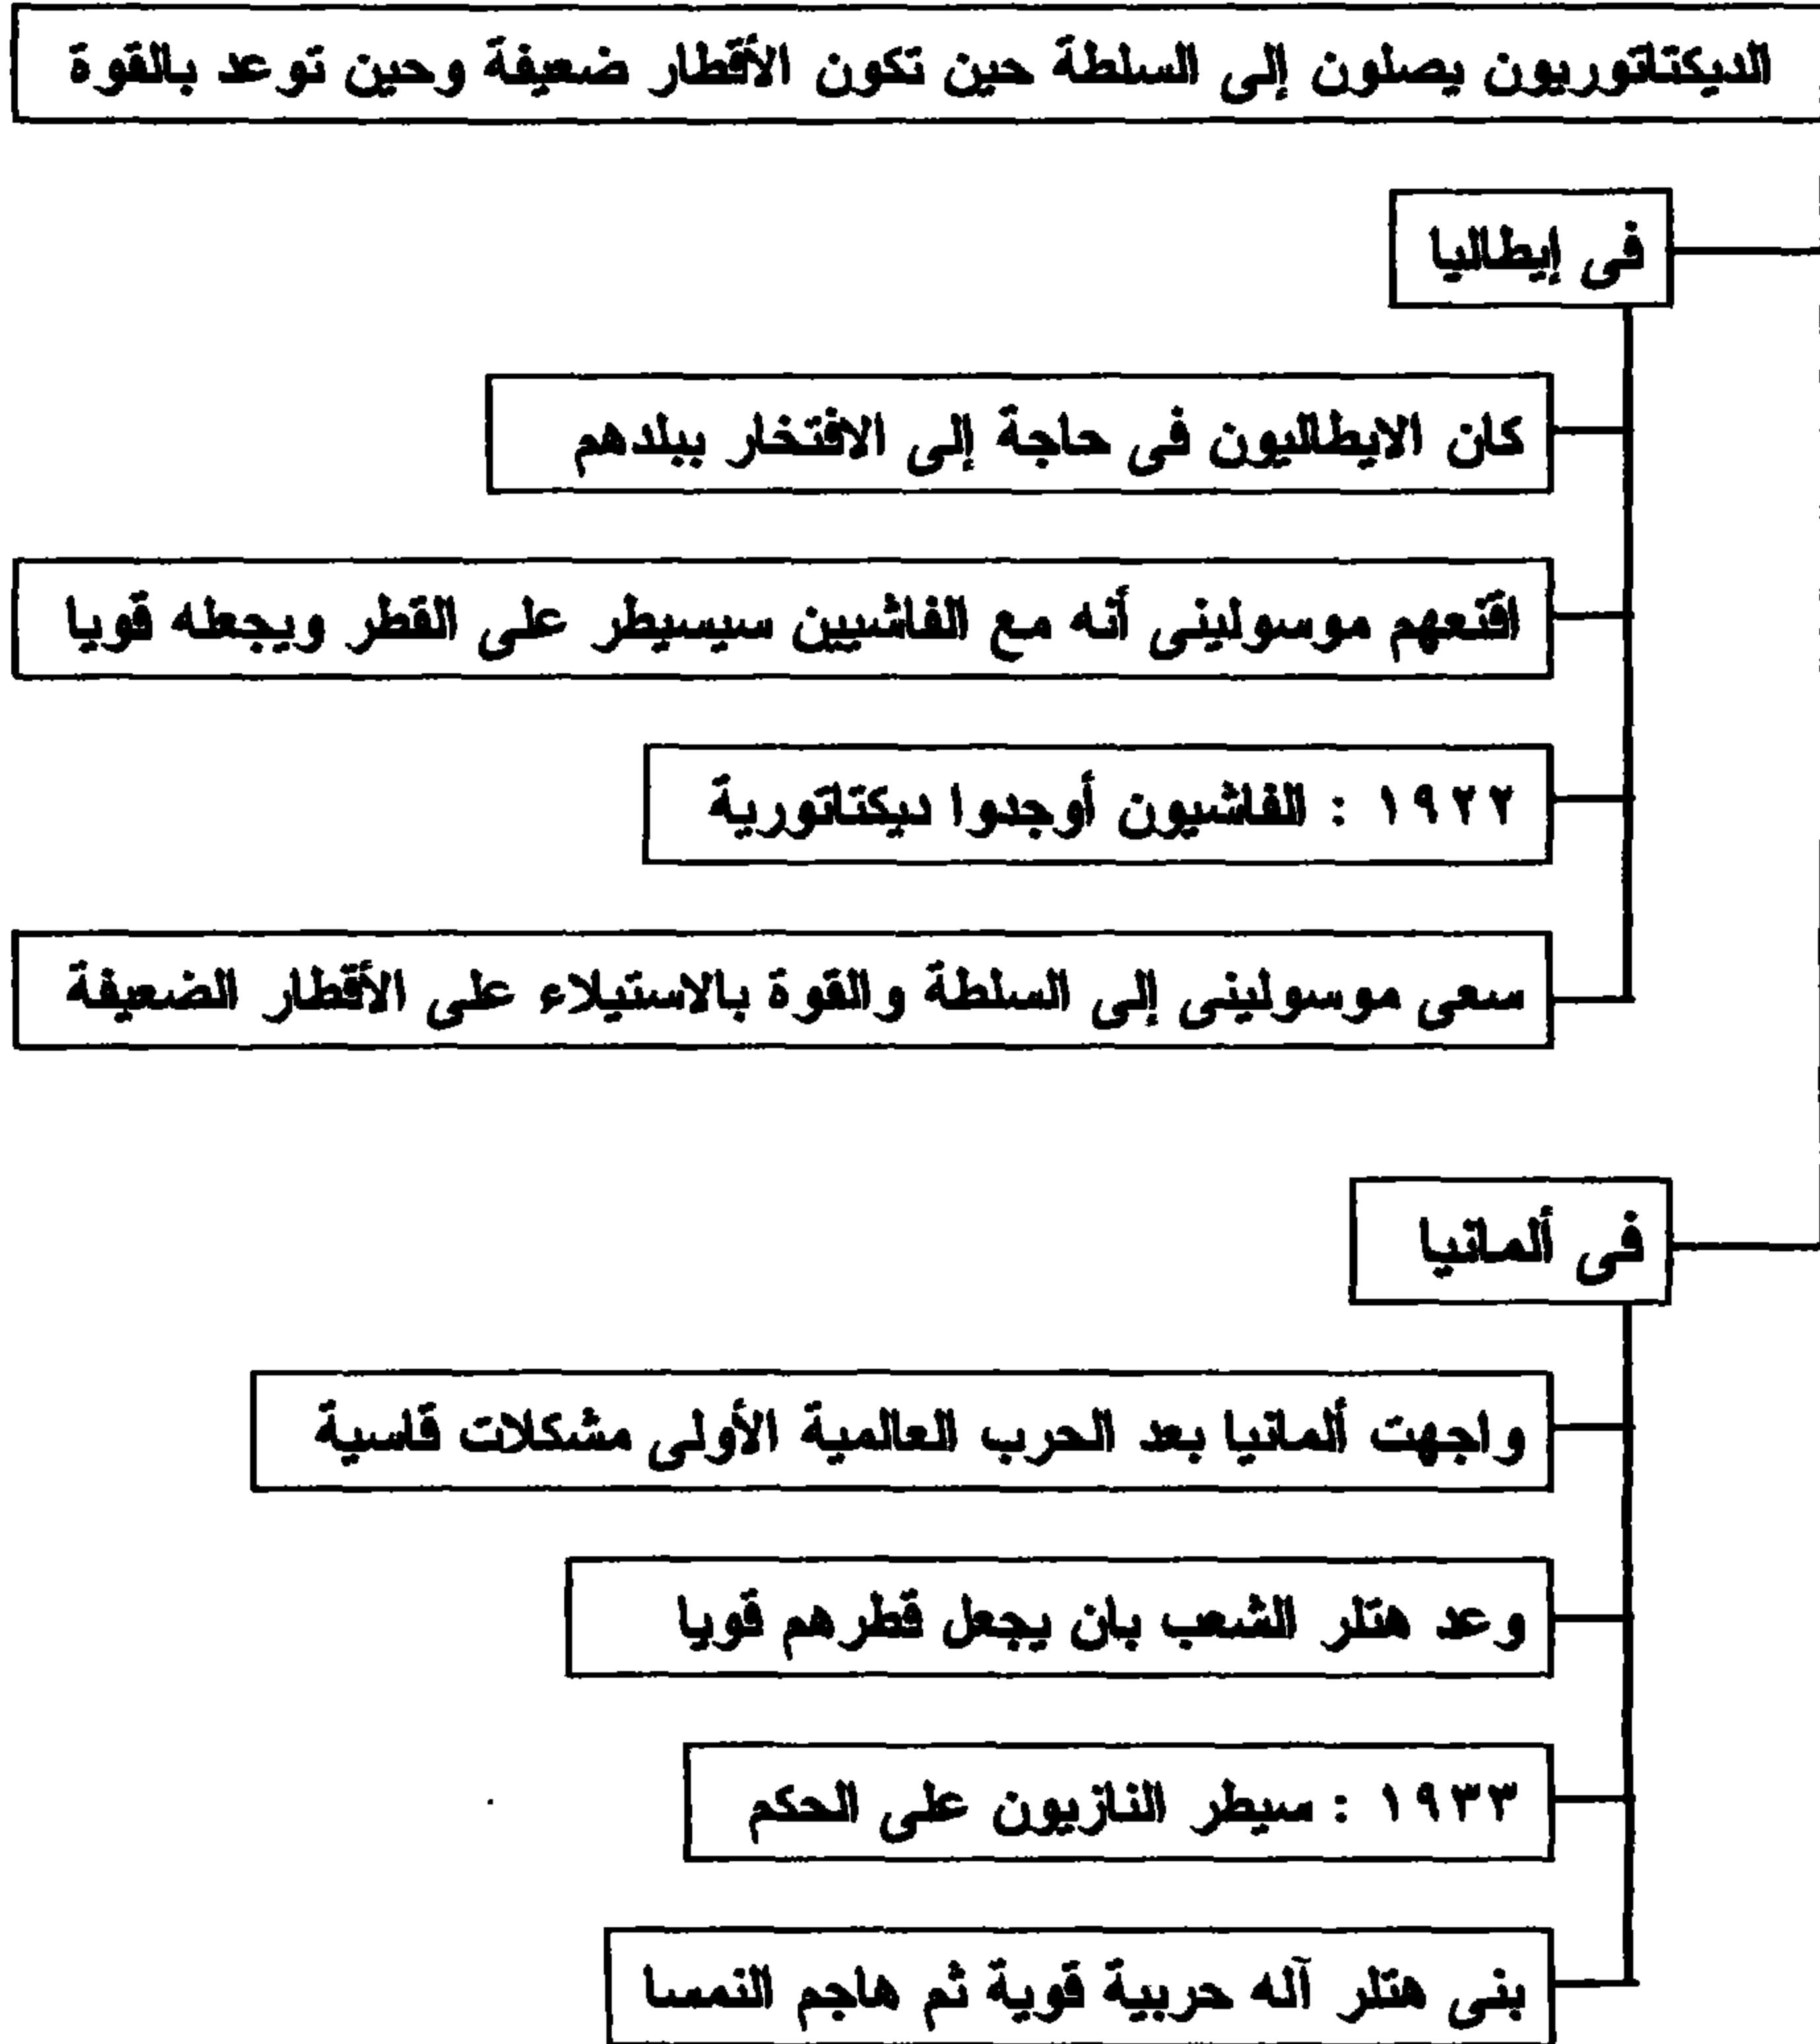 الديكتاتوريون يصلون إلى السلطة حين تكون الأقطار ضعيفة وحين توعد بالقوة
فى إيطاليا
كان الايطاليون فى حاجة إلى الافتخار ببلدهم
اقنعهم موسولينى أنه مع الفاشيين سيسيطر على القطر ويجعله قويا
١٩٢٢ : الفاشيون أوجدوا ديكتاتورية
سعى موسولينى إلى السلطة والقوة بالاستيلاء على الأقطار الضعيفة
فى ألمانيا
واجهت ألمانيا بعد الحرب العالمية الأولى مشكلات قاسية
وعد هتلر الشعب بان يجعل قطرهم قويا
١٩٣٣ : سيطر النازيون على الحكم
بنى هتلر آله حربية قوية ثم هاجم النمسا